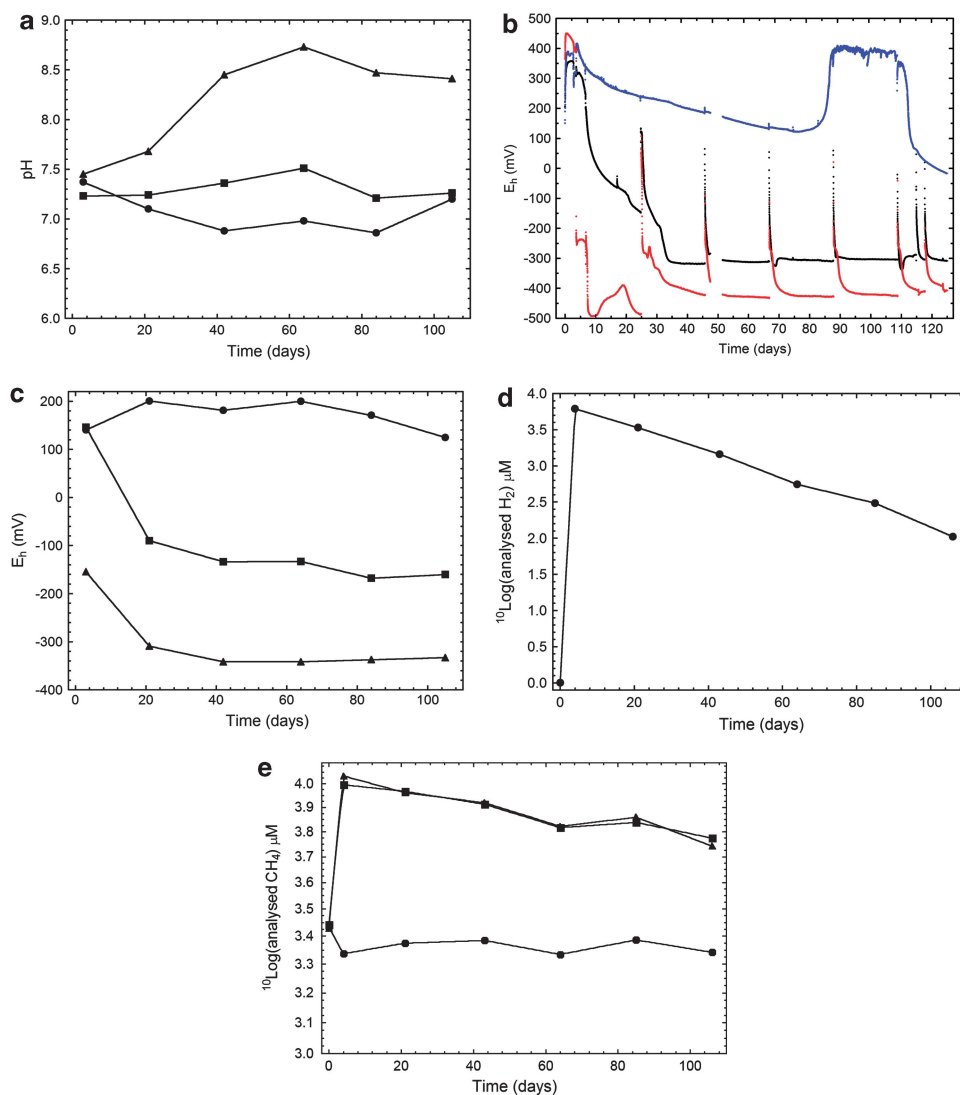 a
9.0
8.5
8.0
7.5
7.0
6.5
6.0
pH
0 20 40 60 80 100
Time (days)
b
500
400
300
200
100
0
-100
-200
-300
-400
-500
Eh (mV)
0 10 20 30 40 50 60 70 80 90 100 110 120
Time (days)
c
200
100
0
-100
-200
-300
-400
Eh (mV)
0 20 40 60 80 100
Time (days)
d
4.0
3.5
3.0
2.5
2.0
1.5
1.0
0.5
0.0
10Log(analysed H2) μM
0 20 40 60 80 100
Time (days)
e
4.0
3.9
3.8
3.7
3.6
3.5
3.4
3.3
3.2
3.1
3.0
10Log(analysed CH4) μM
0 20 40 60 80 100
Time (days)